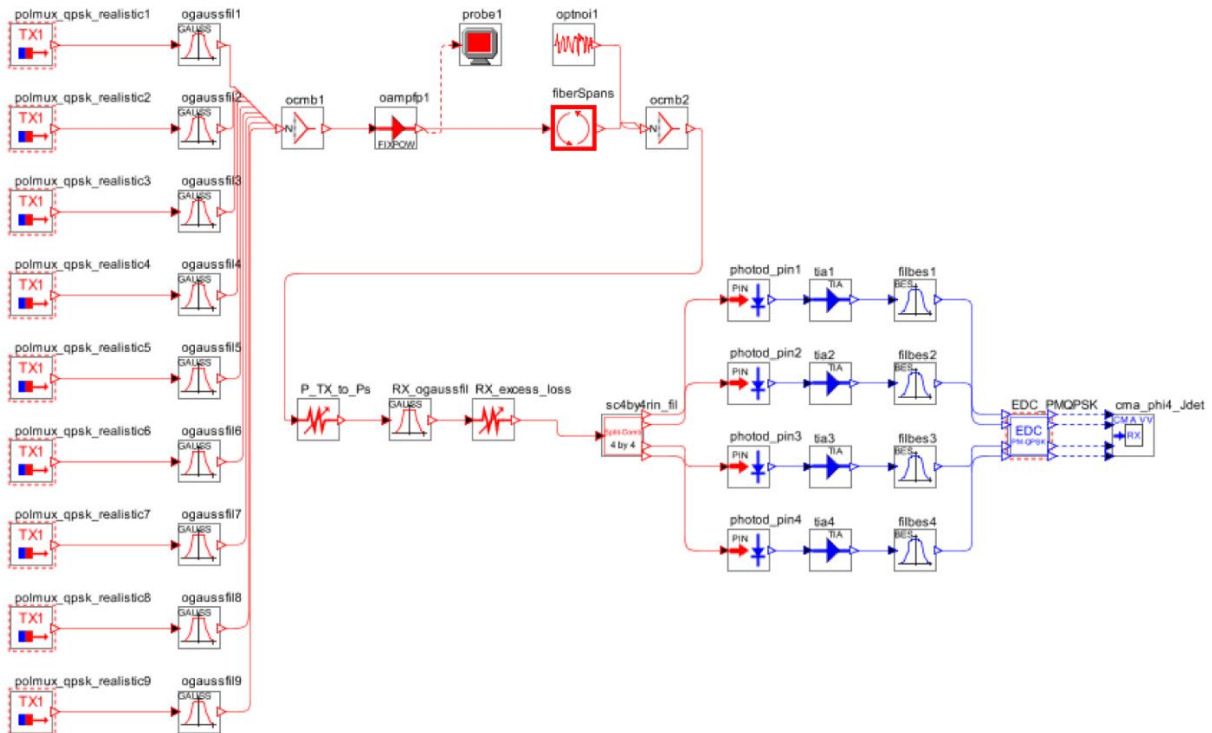 polmux_qpsk_realistic1 ogaussfil1 probe1 optnoi1
TX1 GAUSS
fiberSpans
polmux_qpsk_realistic2 ogaussfil2 ocmb1 oampfp1 ocmb2
TX1 GAUSS N FIXPOW N
polmux_qpsk_realistic3 ogaussfil3
TX1 GAUSS
polmux_qpsk_realistic4 ogaussfil4 photod_pin1 tia1 filbes1
TX1 GAUSS PIN TIA BES
polmux_qpsk_realistic5 ogaussfil5 photod_pin2 tia2 filbes2
TX1 GAUSS PIN TIA BES
P_TX_to_Ps RX_ogaussfil RX_excess_loss sc4by4rin_fil EDC_PMQPSK cma_phi4_Jdet
GAUSS Split-Comb 4 by 4 EDC PM-QPSK CMA VV RX
polmux_qpsk_realistic6 ogaussfil6 photod_pin3 tia3 filbes3
TX1 GAUSS PIN TIA BES
polmux_qpsk_realistic7 ogaussfil7 photod_pin4 tia4 filbes4
TX1 GAUSS PIN TIA BES
polmux_qpsk_realistic8 ogaussfil8
TX1 GAUSS
polmux_qpsk_realistic9 ogaussfil9
TX1 GAUSS